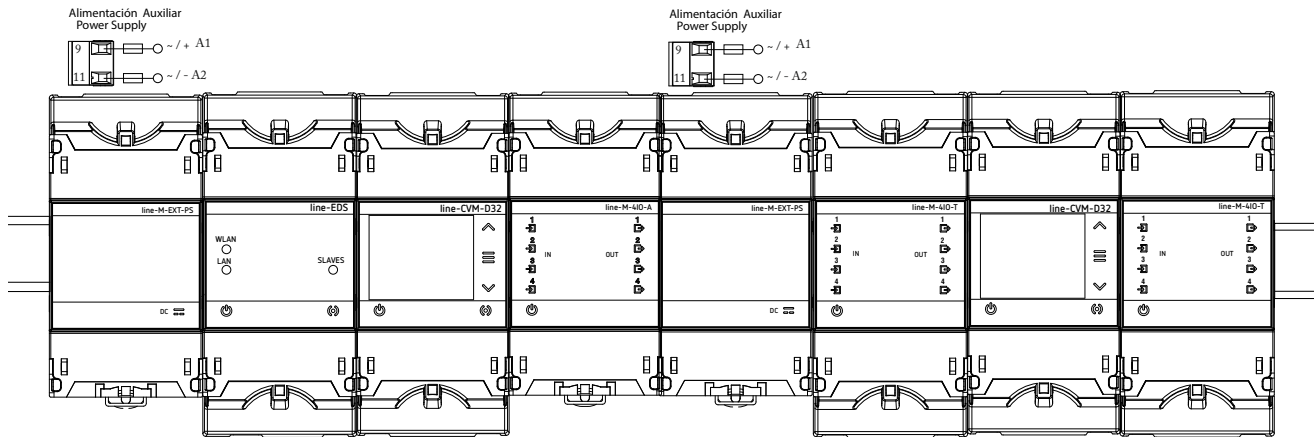 Alimentación Auxiliar
Power Supply
9 ~ / + A1
11 ~ / - A2
Alimentación Auxiliar
Power Supply
9 ~ / + A1
11 ~ / - A2
line-M-EXT-PS
DC
line-EDS
WLAN
LAN
SLAVES
line-CVM-D32
line-M-4IO-A
1 1
2 2
IN OUT
3 3
4 4
line-M-EXT-PS
DC
line-M-4IO-T
1 1
2 2
IN OUT
3 3
4 4
line-CVM-D32
line-M-4IO-T
1 1
2 2
IN OUT
3 3
4 4